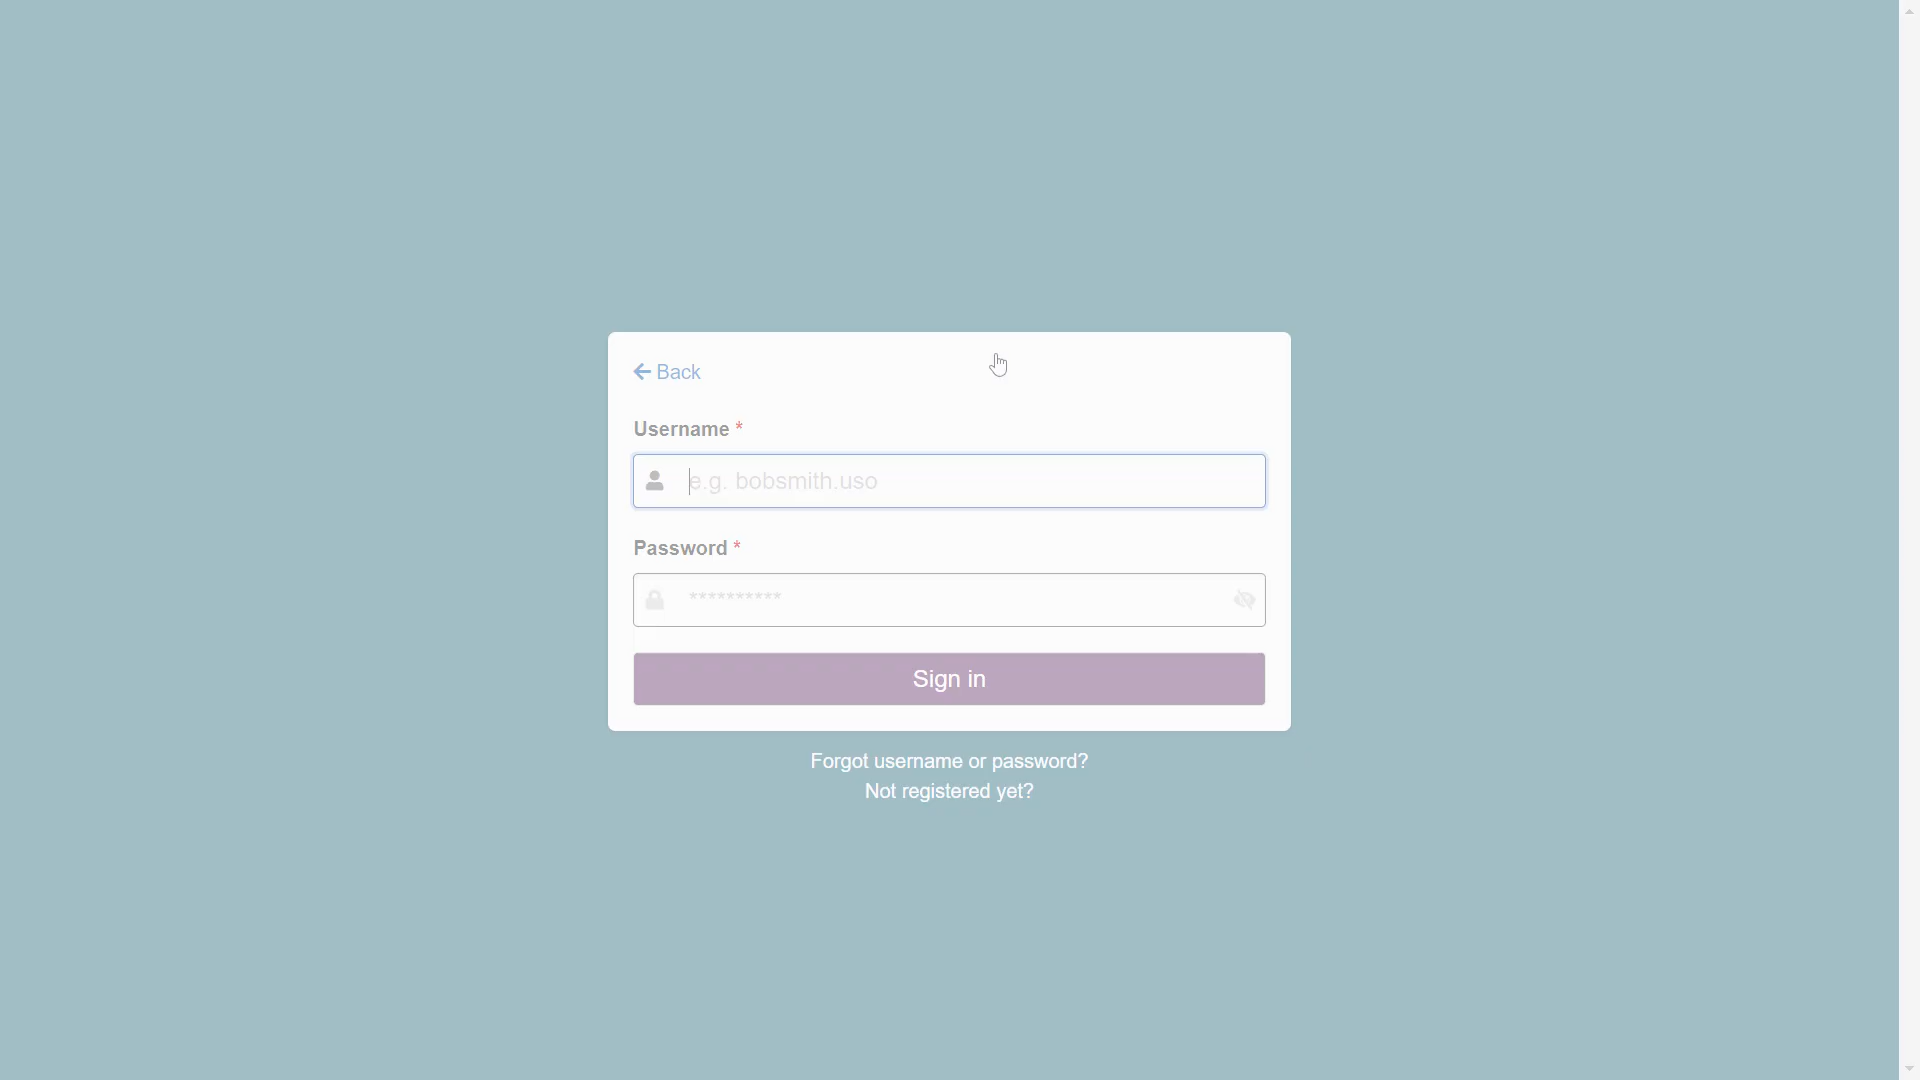 Back
Username *
e.g. bobsmith.uso
Password *
**********
Sign in
Forgot username or password?
Not registered yet?